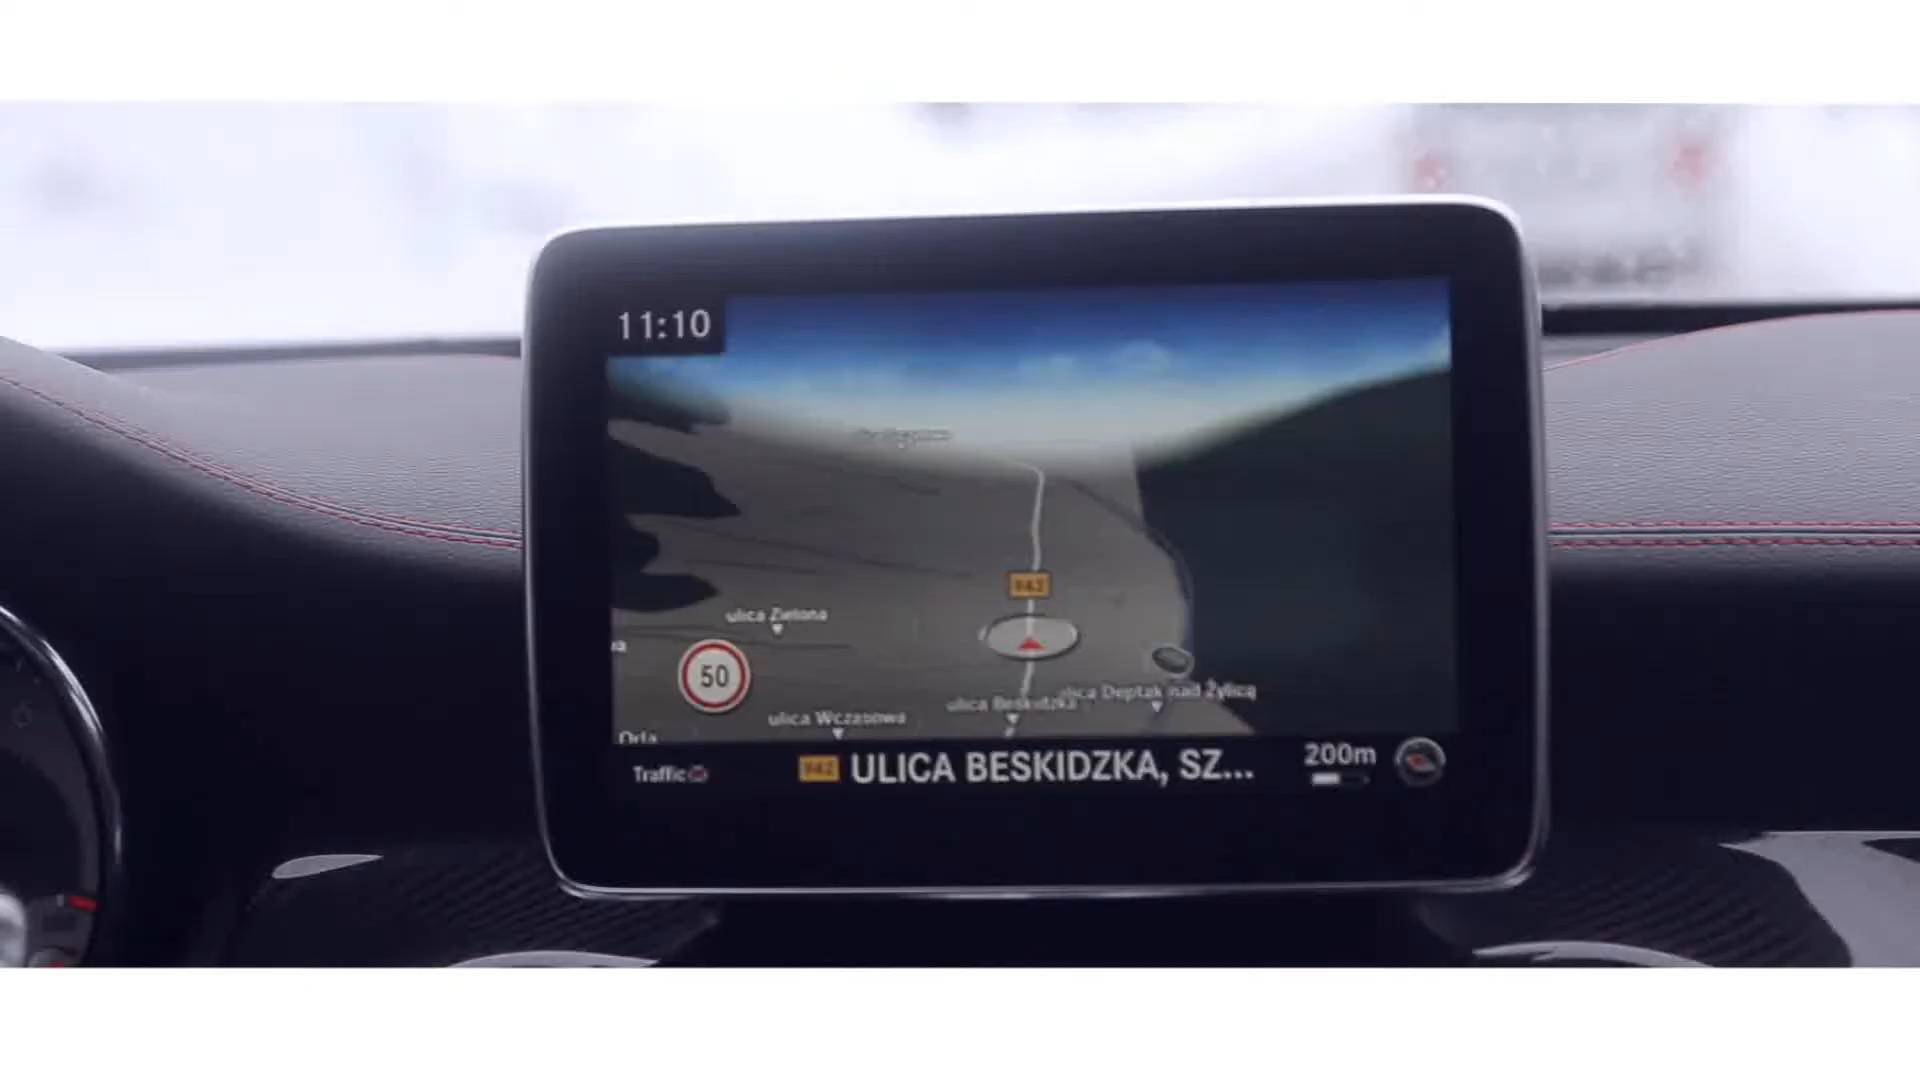 11:10
942
ulica Zielona
50
ulica Deptak nad Żylicą
ulica Beskidzka
ulica Wczasowa
Orla
Traffic
942 ULICA BESKIDZKA, SZ...
200m